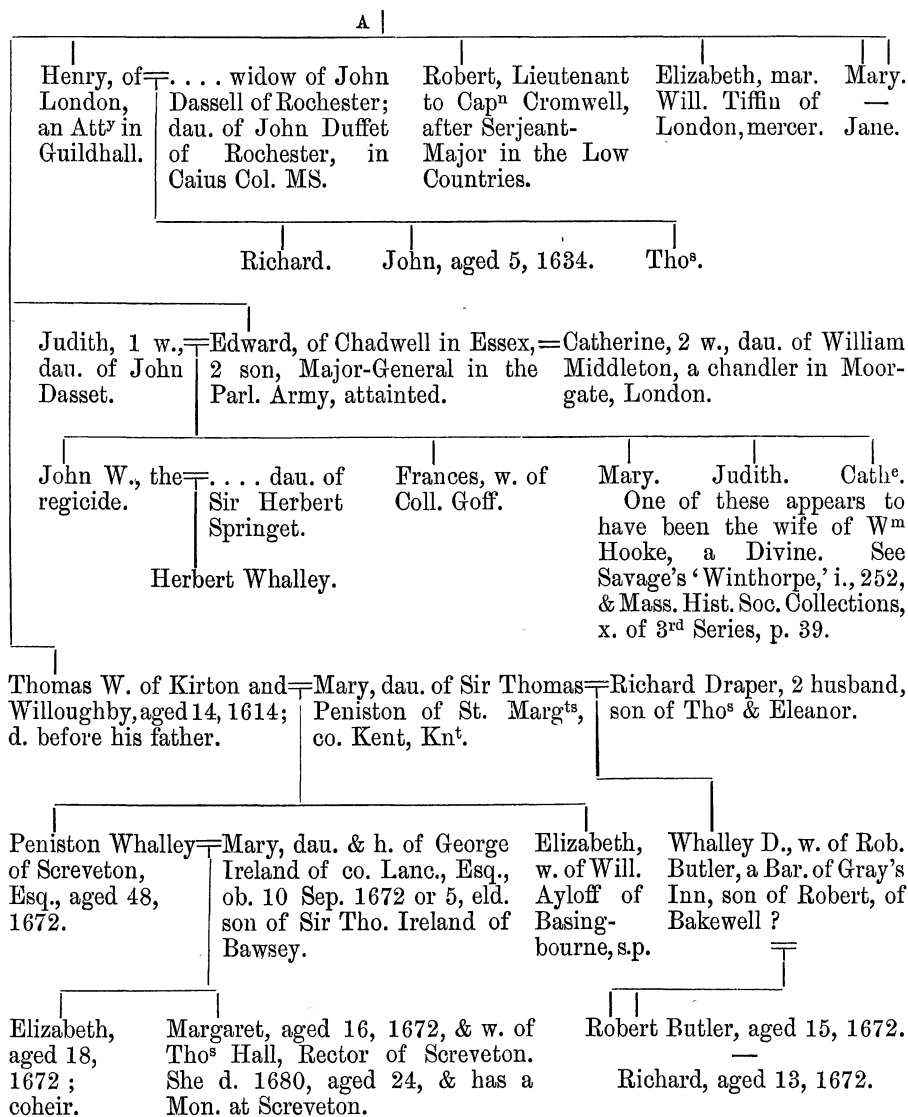 A
Henry, of
London,
an Attʸ in
Guildhall.
. . . . widow of John
Dassell of Rochester;
dau. of John Duffet
of Rochester, in
Caius Col. MS.
Robert, Lieutenant
to Capⁿ Cromwell,
after Serjeant-
Major in the Low
Countries.
Elizabeth, mar.
Will. Tiffin of
London, mercer.
Mary.
—
Jane.
Richard.
John, aged 5, 1634.
Thoˢ.
Judith, 1 w.,
dau. of John
Dasset.
Edward, of Chadwell in Essex,
2 son, Major-General in the
Parl. Army, attainted.
Catherine, 2 w., dau. of William
Middleton, a chandler in Moor-
gate, London.
John W., the
regicide.
. . . . dau. of
Sir Herbert
Springet.
Frances, w. of
Coll. Goff.
Mary. Judith. Cathᵉ.
One of these appears to
have been the wife of Wᵐ
Hooke, a Divine. See
Savage's ‘Winthorpe,’ i., 252,
& Mass. Hist. Soc. Collections,
x. of 3ʳᵈ Series, p. 39.
Herbert Whalley.
Thomas W. of Kirton and
Willoughby, aged 14, 1614;
d. before his father.
Mary, dau. of Sir Thomas
Peniston of St. Margᵗˢ,
co. Kent, Knᵗ.
Richard Draper, 2 husband,
son of Thoˢ & Eleanor.
Peniston Whalley
of Screveton,
Esq., aged 48,
1672.
Mary, dau. & h. of George
Ireland of co. Lanc., Esq.,
ob. 10 Sep. 1672 or 5, eld.
son of Sir Tho. Ireland of
Bawsey.
Elizabeth,
w. of Will.
Ayloff of
Basing-
bourne, s.p.
Whalley D., w. of Rob.
Butler, a Bar. of Gray's
Inn, son of Robert, of
Bakewell ?
Elizabeth,
aged 18,
1672 ;
coheir.
Margaret, aged 16, 1672, & w. of
Thoˢ Hall, Rector of Screveton.
She d. 1680, aged 24, & has a
Mon. at Screveton.
Robert Butler, aged 15, 1672.
—
Richard, aged 13, 1672.